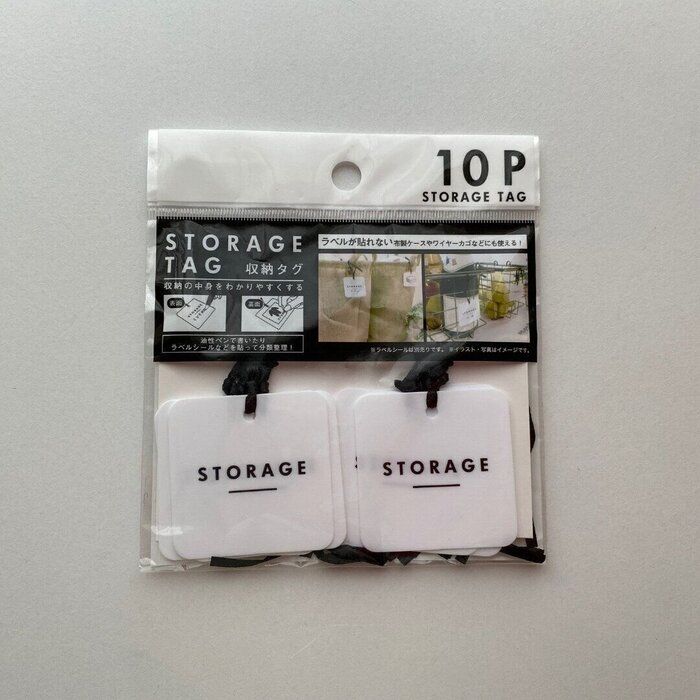 10P
STORAGE TAG
STORAGE
TAG 収納タグ
収納の中身をわかりやすくする
表面
裏面
油性ペンで書いたり
ラベルシールなどを貼って分類整理！
ラベルが貼れない布製ケースやワイヤーカゴなどにも使える！
※ラベルシールは別売りです。 ※イラスト・写真はイメージです。
STORAGE
STORAGE